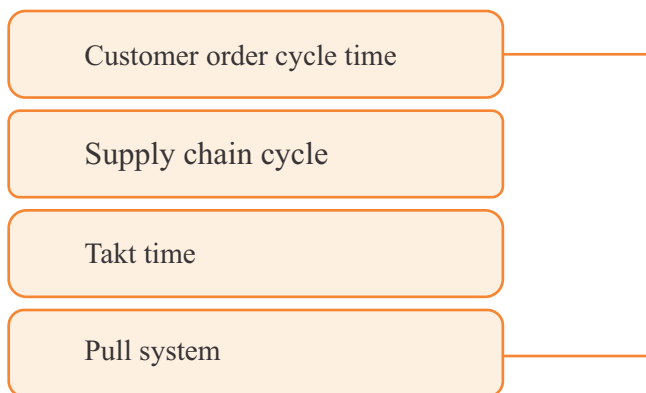 Customer order cycle time
Supply chain cycle
Takt time
Pull system